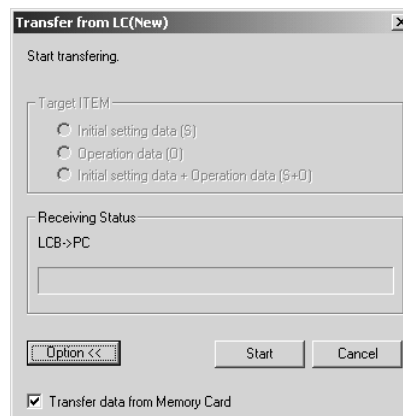 Transfer from LC(New)
Start transfering.
Target ITEM
Initial setting data (S)
Operation data (O)
Initial setting data + Operation data (S+O)
Receiving Status
LCB->PC
Option <<
Start
Cancel
Transfer data from Memory Card